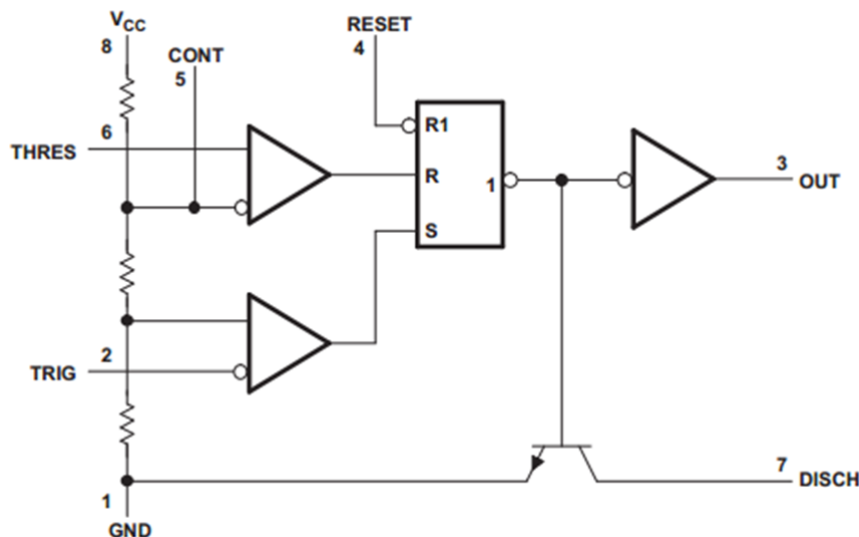 VCC
8
CONT
5
RESET
4
6
THRES
R1
R
1
S
3
OUT
2
TRIG
7
DISCH
1
GND